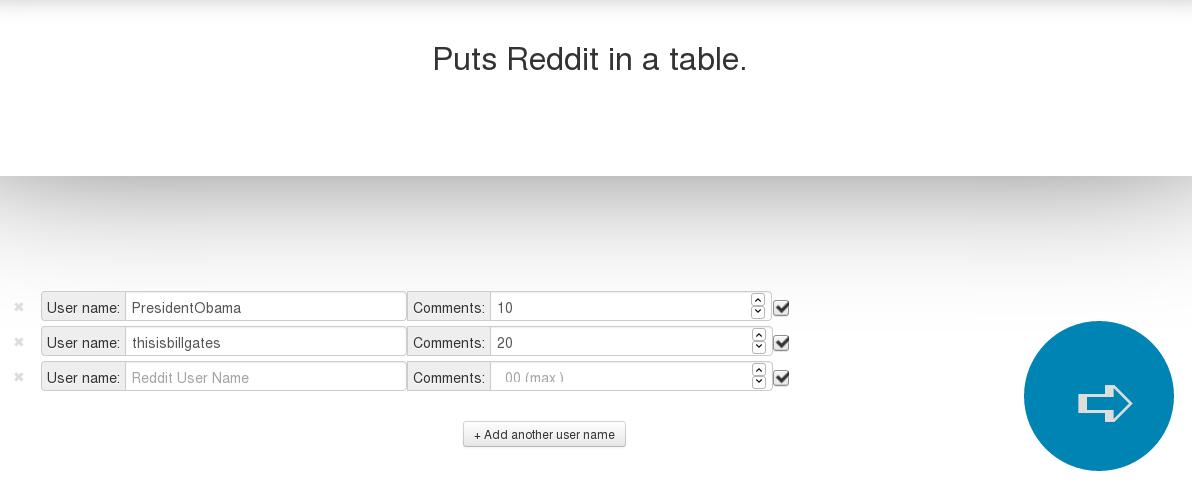 Puts Reddit in a table.
User name: PresidentObama Comments: 10
User name: thisisbillgates Comments: 20
User name: Reddit User Name Comments: 00 (max )
+ Add another user name